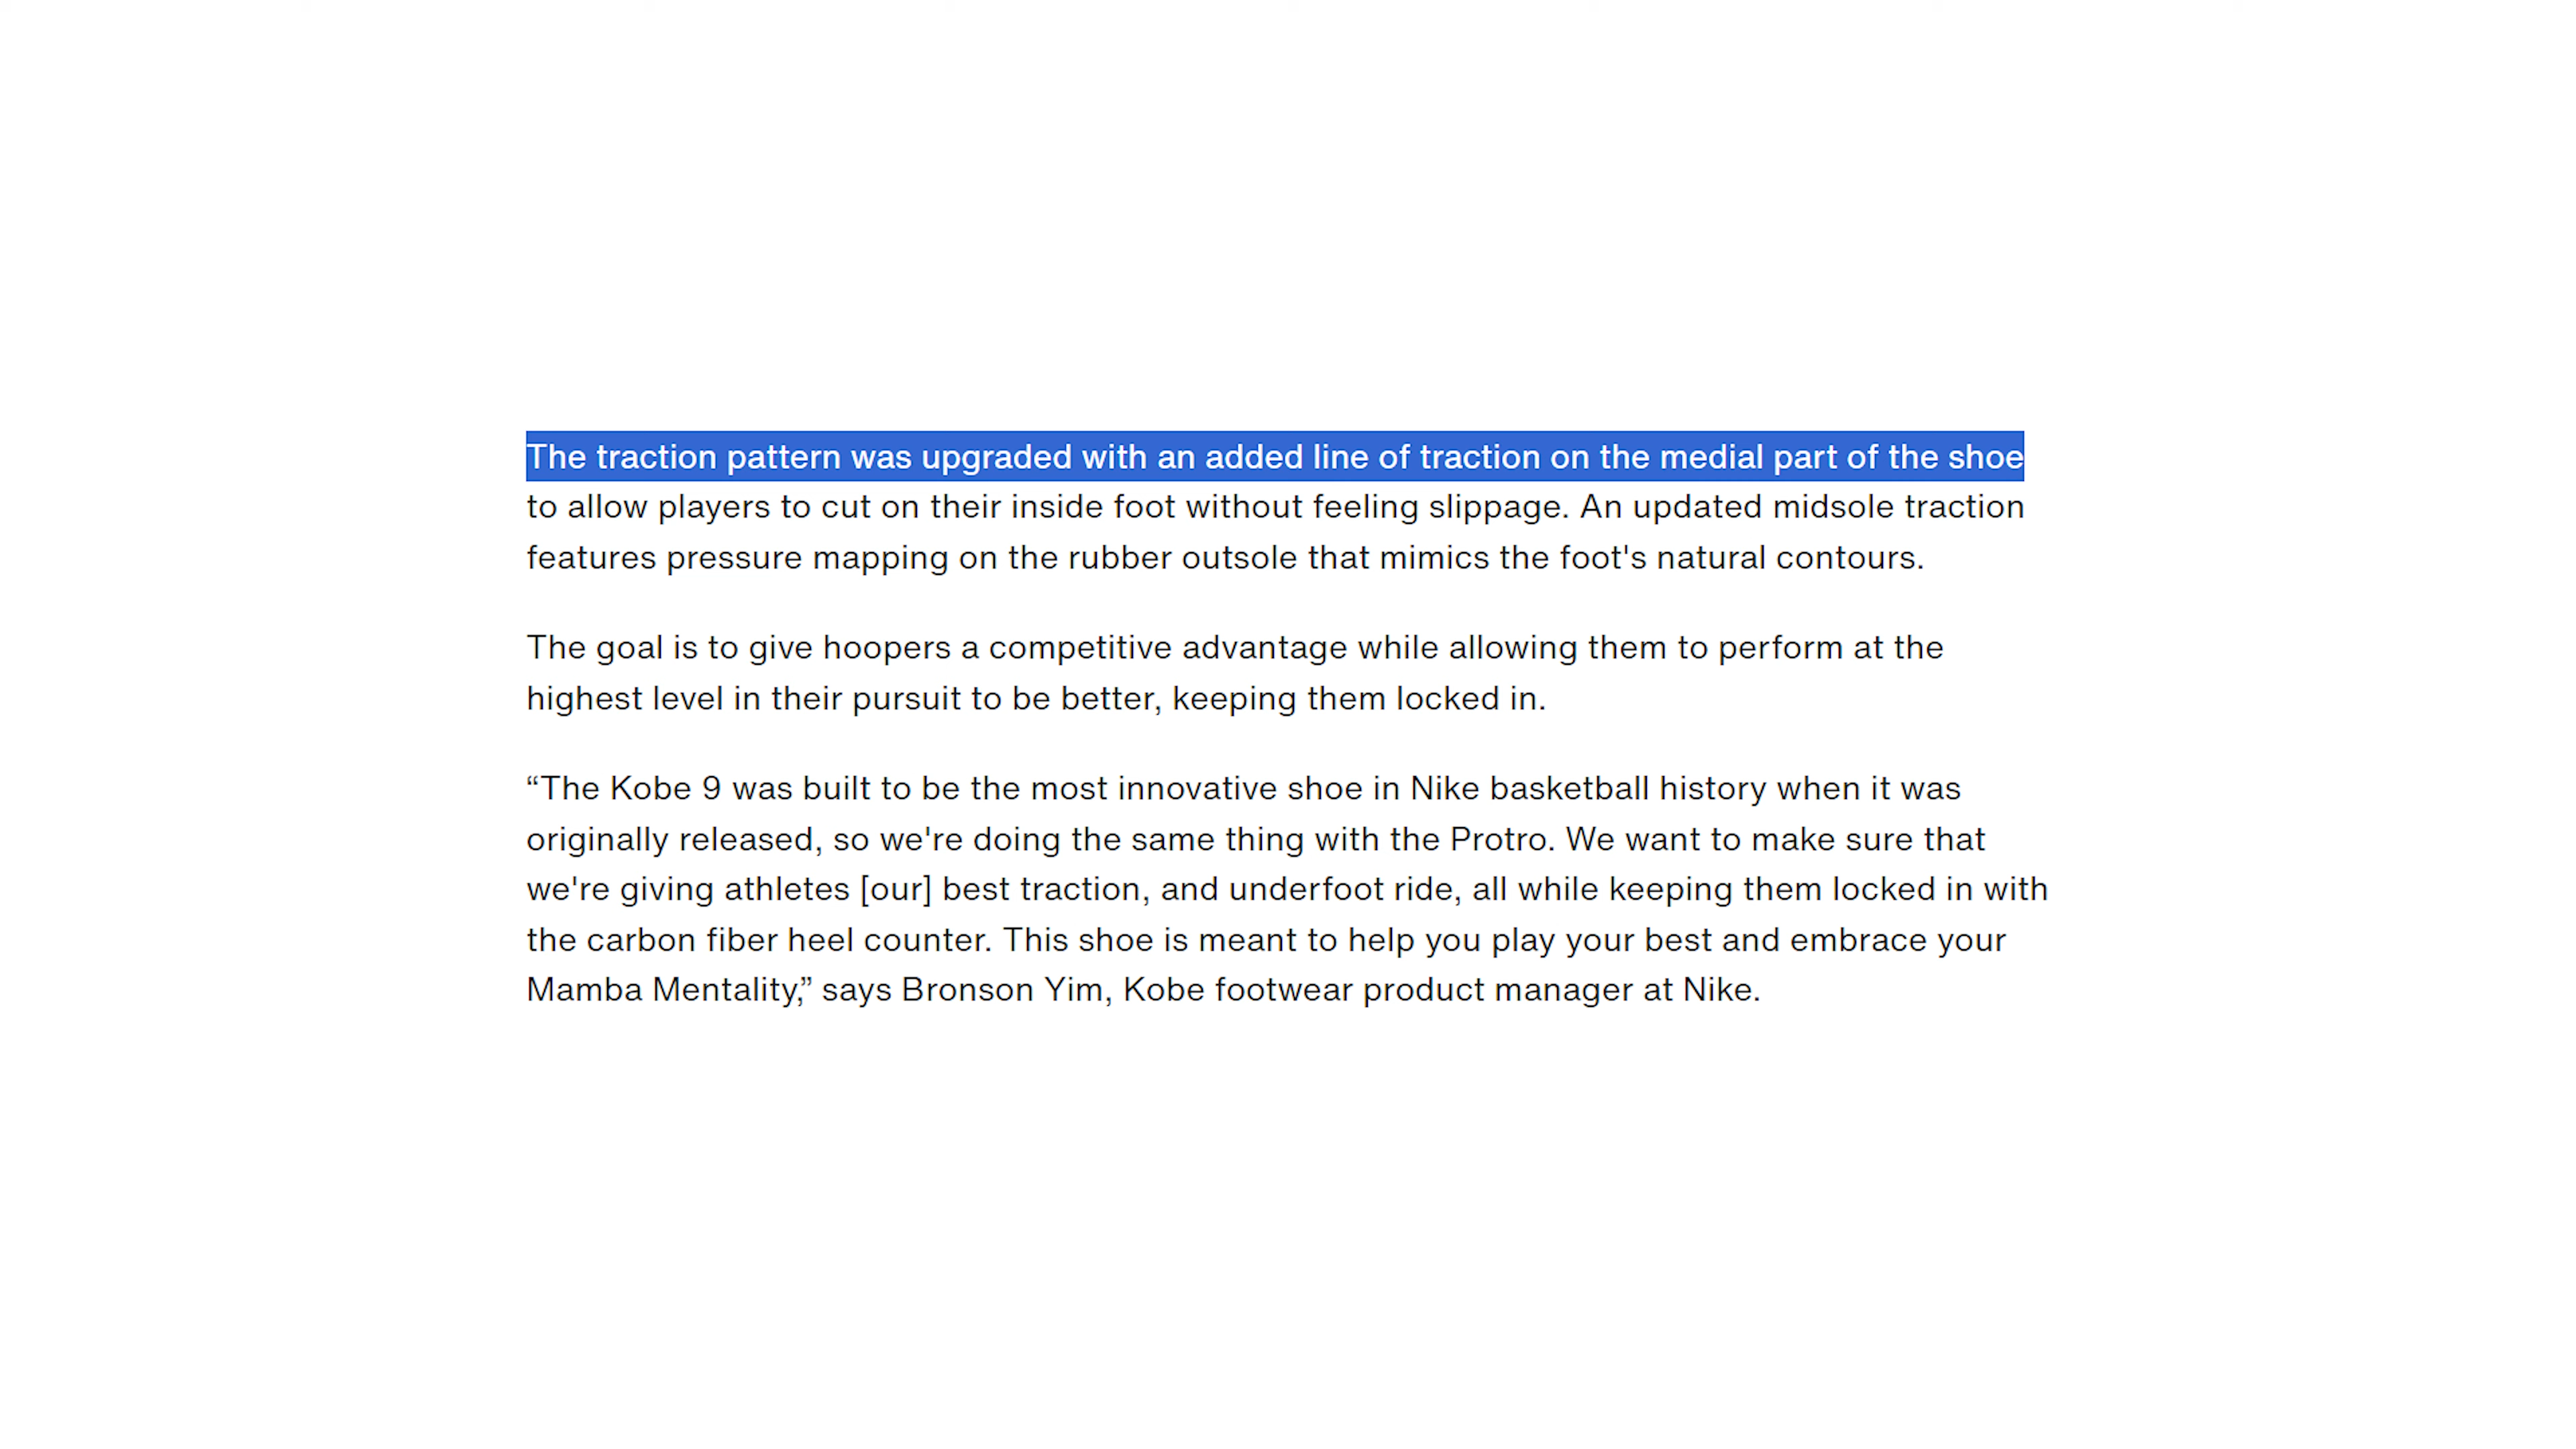 The traction pattern was upgraded with an added line of traction on the medial part of the shoe
to allow players to cut on their inside foot without feeling slippage. An updated midsole traction
features pressure mapping on the rubber outsole that mimics the foot's natural contours.
The goal is to give hoopers a competitive advantage while allowing them to perform at the
highest level in their pursuit to be better, keeping them locked in.
“The Kobe 9 was built to be the most innovative shoe in Nike basketball history when it was
originally released, so we're doing the same thing with the Protro. We want to make sure that
we're giving athletes [our] best traction, and underfoot ride, all while keeping them locked in with
the carbon fiber heel counter. This shoe is meant to help you play your best and embrace your
Mamba Mentality,” says Bronson Yim, Kobe footwear product manager at Nike.